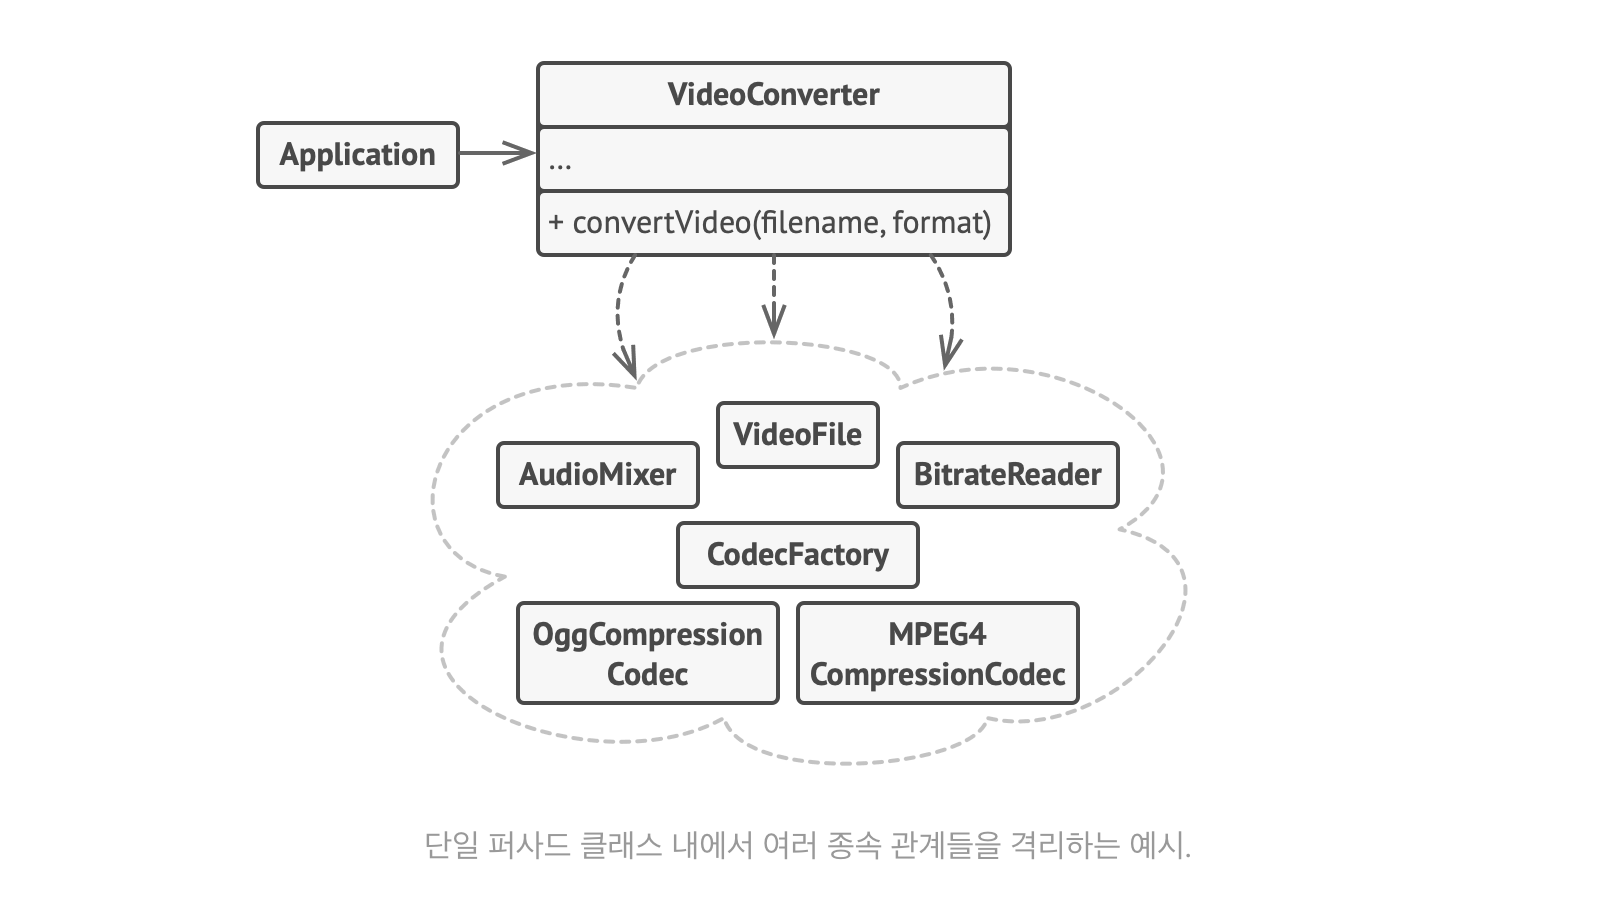 VideoConverter
Application
...
+ convertVideo(filename, format)
VideoFile
AudioMixer
BitrateReader
CodecFactory
OggCompression
Codec
MPEG4
CompressionCodec
단일 퍼사드 클래스 내에서 여러 종속 관계들을 격리하는 예시.